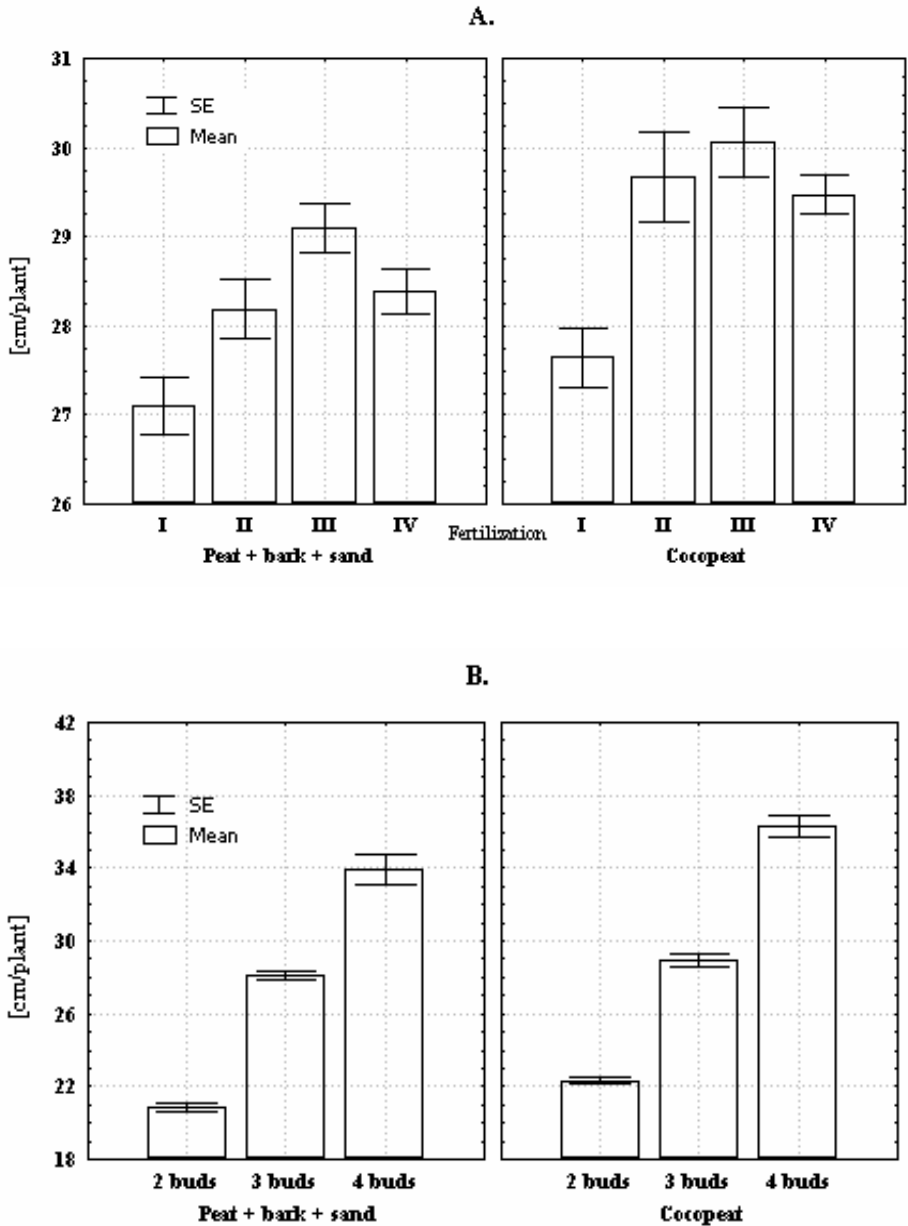 A.
31
30
29
28
27
26
[cm/plant]
SE
Mean
I II III IV Fertilization I II III IV
Peat + bark + sand Cocopeat
B.
42
38
34
30
26
22
18
[cm/plant]
SE
Mean
2 buds 3 buds 4 buds 2 buds 3 buds 4 buds
Peat + bark + sand Cocopeat